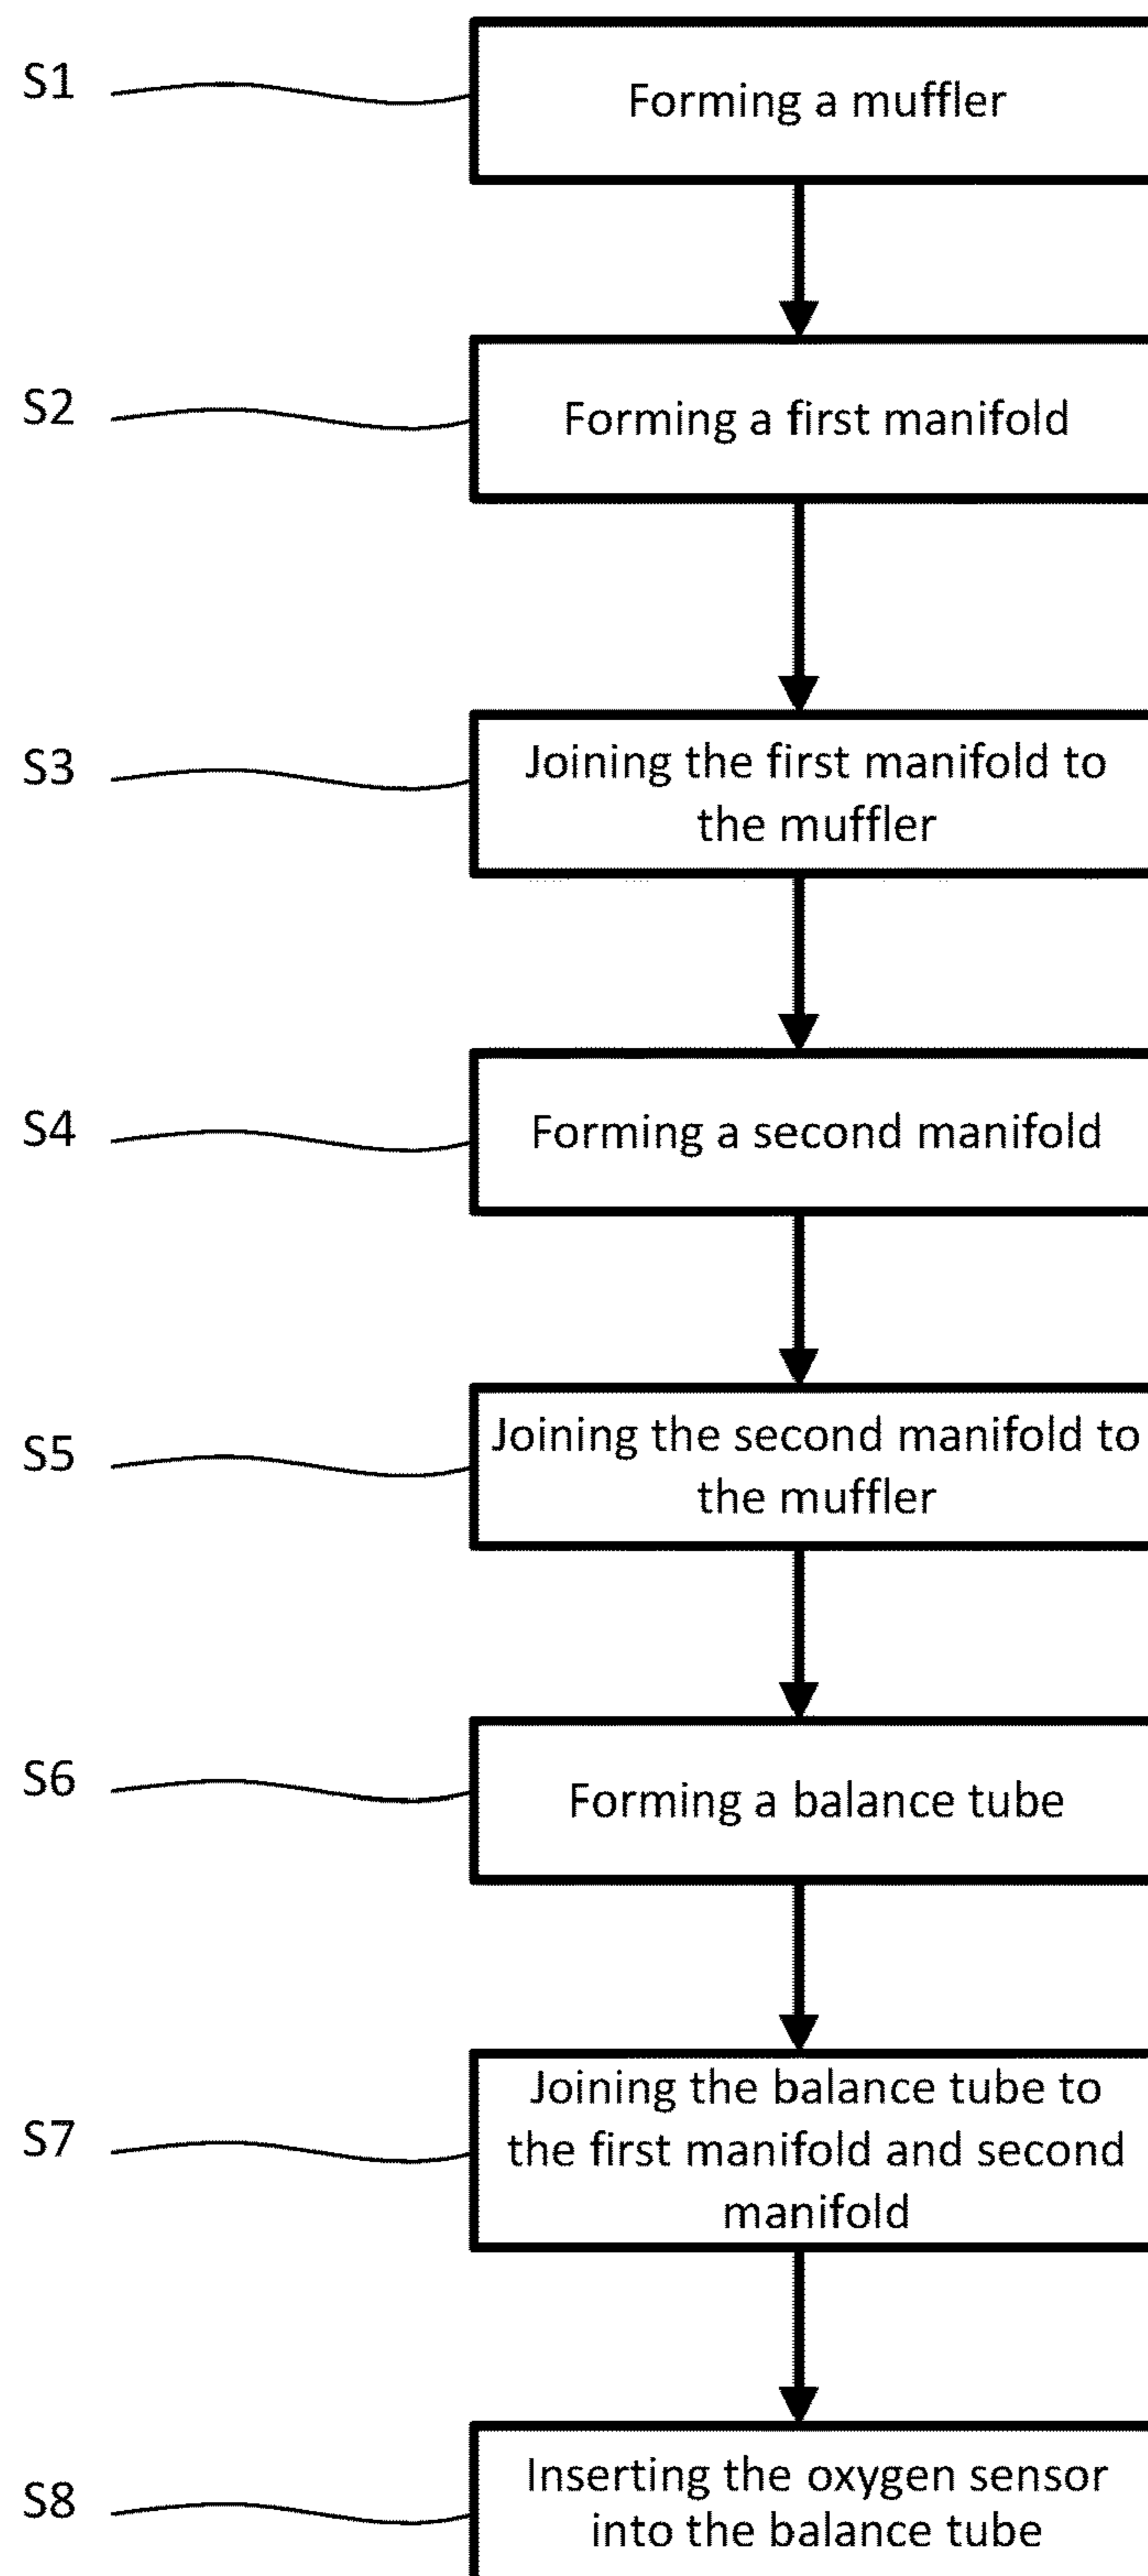 S1
Forming a muffler
S2
Forming a first manifold
S3
Joining the first manifold to
the muffler
S4
Forming a second manifold
S5
Joining the second manifold to
the muffler
S6
Forming a balance tube
S7
Joining the balance tube to
the first manifold and second
manifold
S8
Inserting the oxygen sensor
into the balance tube